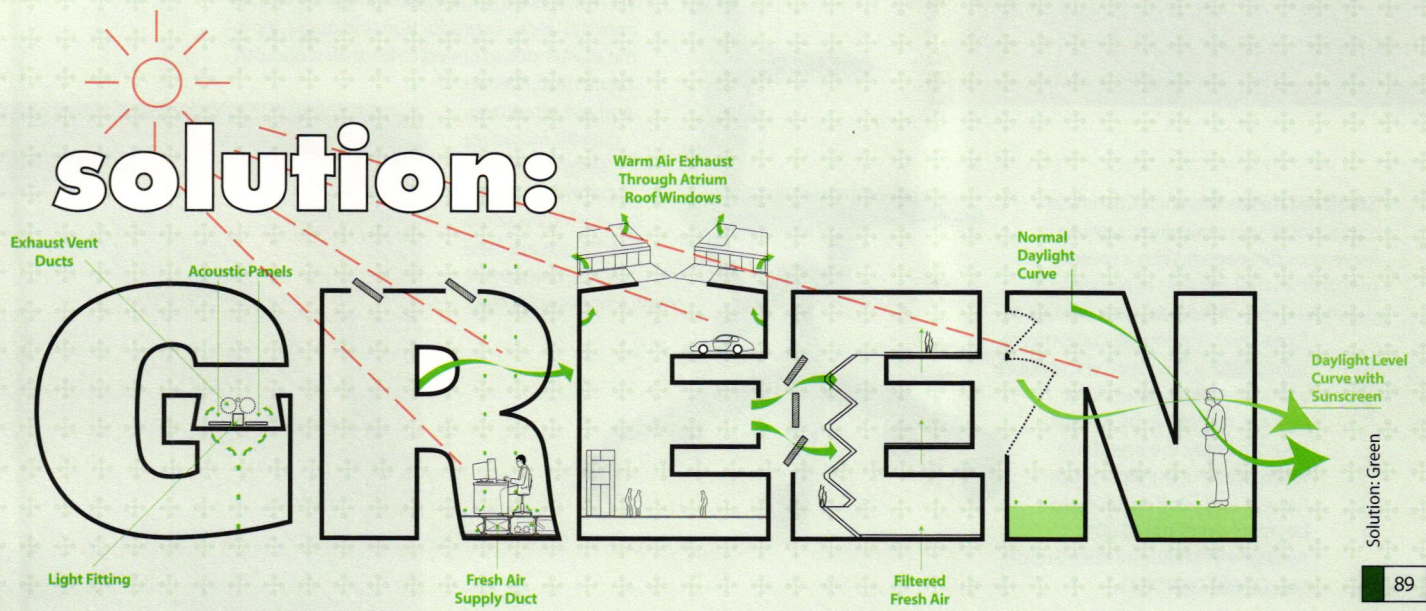 solution:
Warm Air Exhaust
Through Atrium
Roof Windows
Exhaust Vent
Ducts
Acoustic Panels
Normal
Daylight
Curve
GREEN
Daylight Level
Curve with
Sunscreen
Light Fitting
Fresh Air
Supply Duct
Filtered
Fresh Air
Solution: Green
89